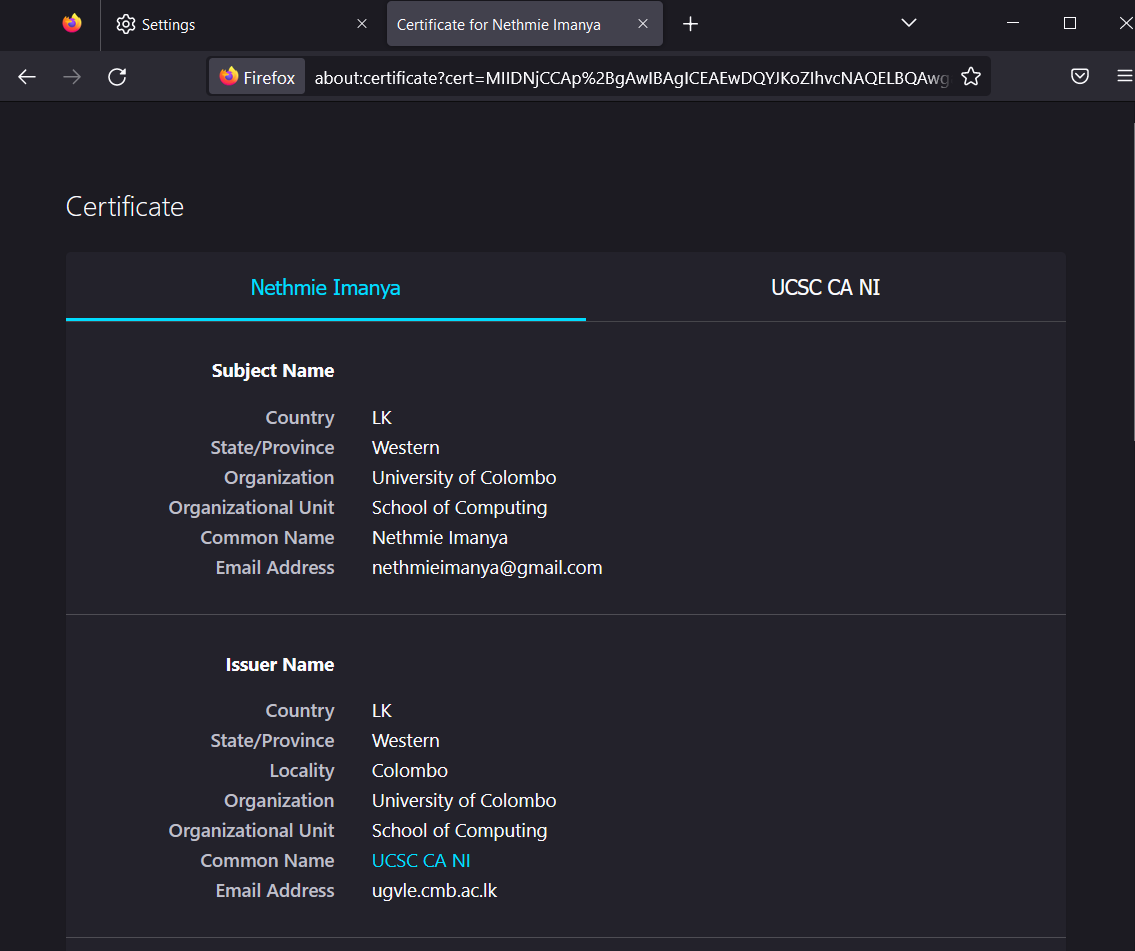 Settings
Certificate for Nethmie Imanya
Firefox
about:certificate?cert=MIIDNjCCAp%2BgAwIBAgICEAEwDQYJKoZIhvcNAQELBQAwg
Certificate
Nethmie Imanya
UCSC CA NI
Subject Name
Country LK
State/Province Western
Organization University of Colombo
Organizational Unit School of Computing
Common Name Nethmie Imanya
Email Address nethmieimanya@gmail.com
Issuer Name
Country LK
State/Province Western
Locality Colombo
Organization University of Colombo
Organizational Unit School of Computing
Common Name UCSC CA NI
Email Address ugvle.cmb.ac.lk